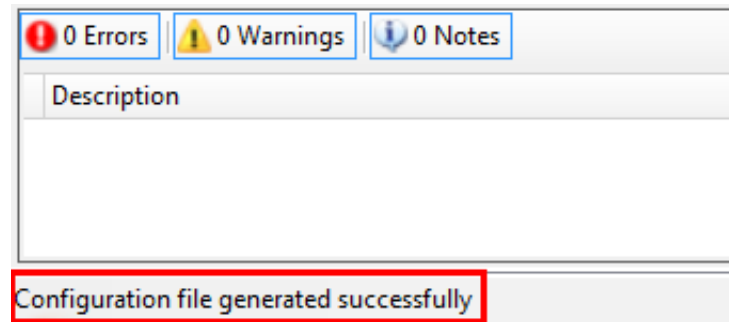 0 Errors 0 Warnings 0 Notes
Description
Configuration file generated successfully